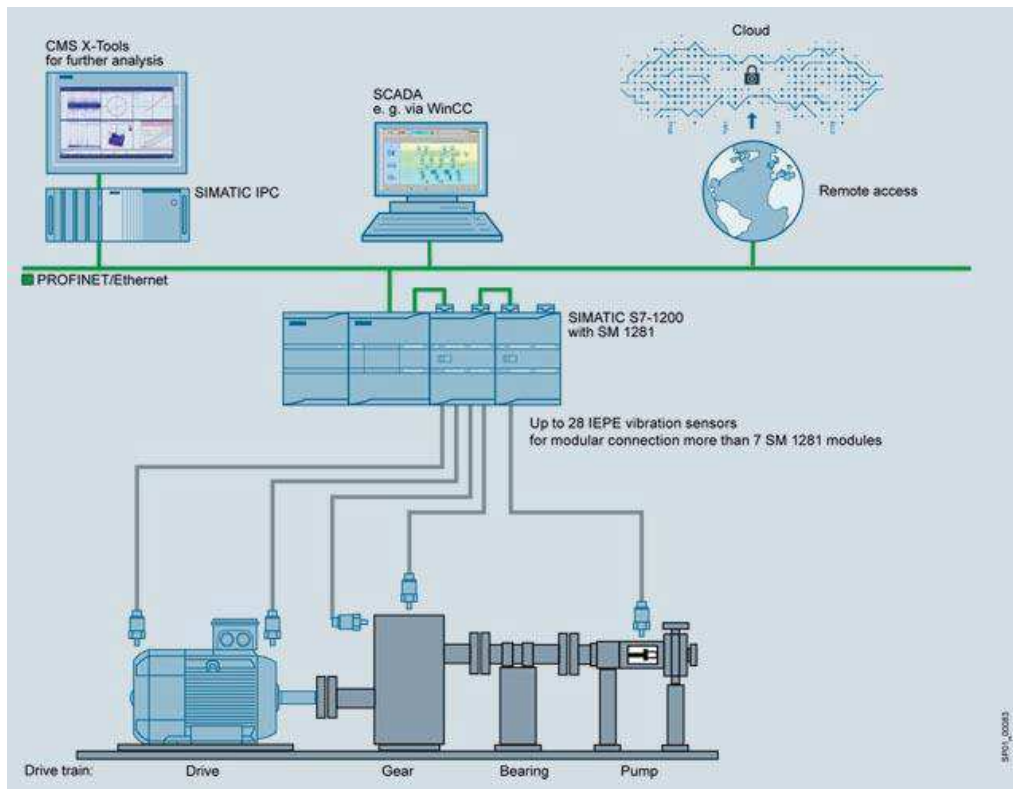 CMS X-Tools
for further analysis
SIMATIC IPC
SCADA
e. g. via WinCC
Cloud
Remote access
PROFINET/Ethernet
SIMATIC S7-1200
with SM 1281
Up to 28 IEPE vibration sensors
for modular connection more than 7 SM 1281 modules
Drive train:
Drive
Gear
Bearing
Pump
SP01_00083